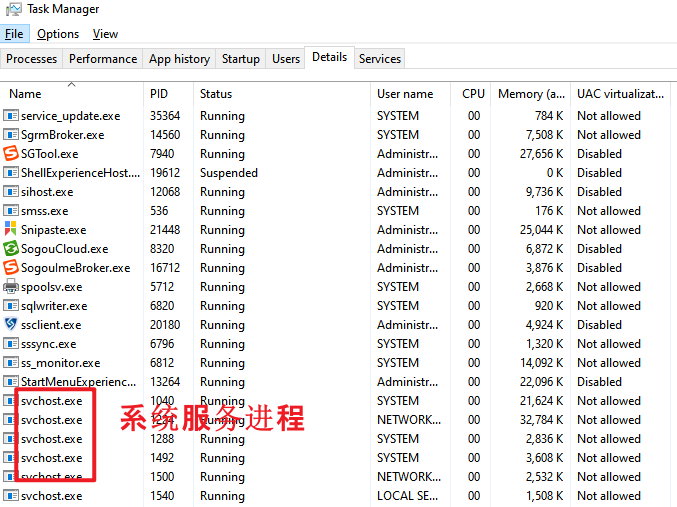 Task Manager
File Options View
Processes Performance App history Startup Users Details Services
Name PID Status User name CPU Memory (a... UAC virtualizat...
service_update.exe 35364 Running SYSTEM 00 784 K Not allowed
SgrmBroker.exe 14560 Running SYSTEM 00 7,508 K Not allowed
SGTool.exe 7940 Running Administr... 00 27,656 K Disabled
ShellExperienceHost.... 19612 Suspended Administr... 00 0 K Disabled
sihost.exe 12068 Running Administr... 00 9,736 K Disabled
smss.exe 536 Running SYSTEM 00 176 K Not allowed
Snipaste.exe 21448 Running Administr... 00 25,044 K Not allowed
SogouCloud.exe 8320 Running Administr... 00 6,872 K Disabled
SogouImeBroker.exe 16712 Running Administr... 00 3,876 K Disabled
spoolsv.exe 5712 Running SYSTEM 00 2,668 K Not allowed
sqlwriter.exe 6820 Running SYSTEM 00 920 K Not allowed
ssclient.exe 20180 Running Administr... 00 4,924 K Disabled
sssync.exe 6796 Running SYSTEM 00 1,320 K Not allowed
ss_monitor.exe 6812 Running SYSTEM 00 14,092 K Not allowed
StartMenuExperienc... 13264 Running Administr... 00 22,096 K Disabled
svchost.exe 1040 Running SYSTEM 00 21,624 K Not allowed
系统服务进程
svchost.exe Running NETWORK... 00 32,784 K Not allowed
svchost.exe 1288 Running SYSTEM 00 2,836 K Not allowed
svchost.exe 1492 Running SYSTEM 00 3,608 K Not allowed
svchost.exe 1500 Running NETWORK... 00 2,532 K Not allowed
svchost.exe 1540 Running LOCAL SE... 00 1,508 K Not allowed